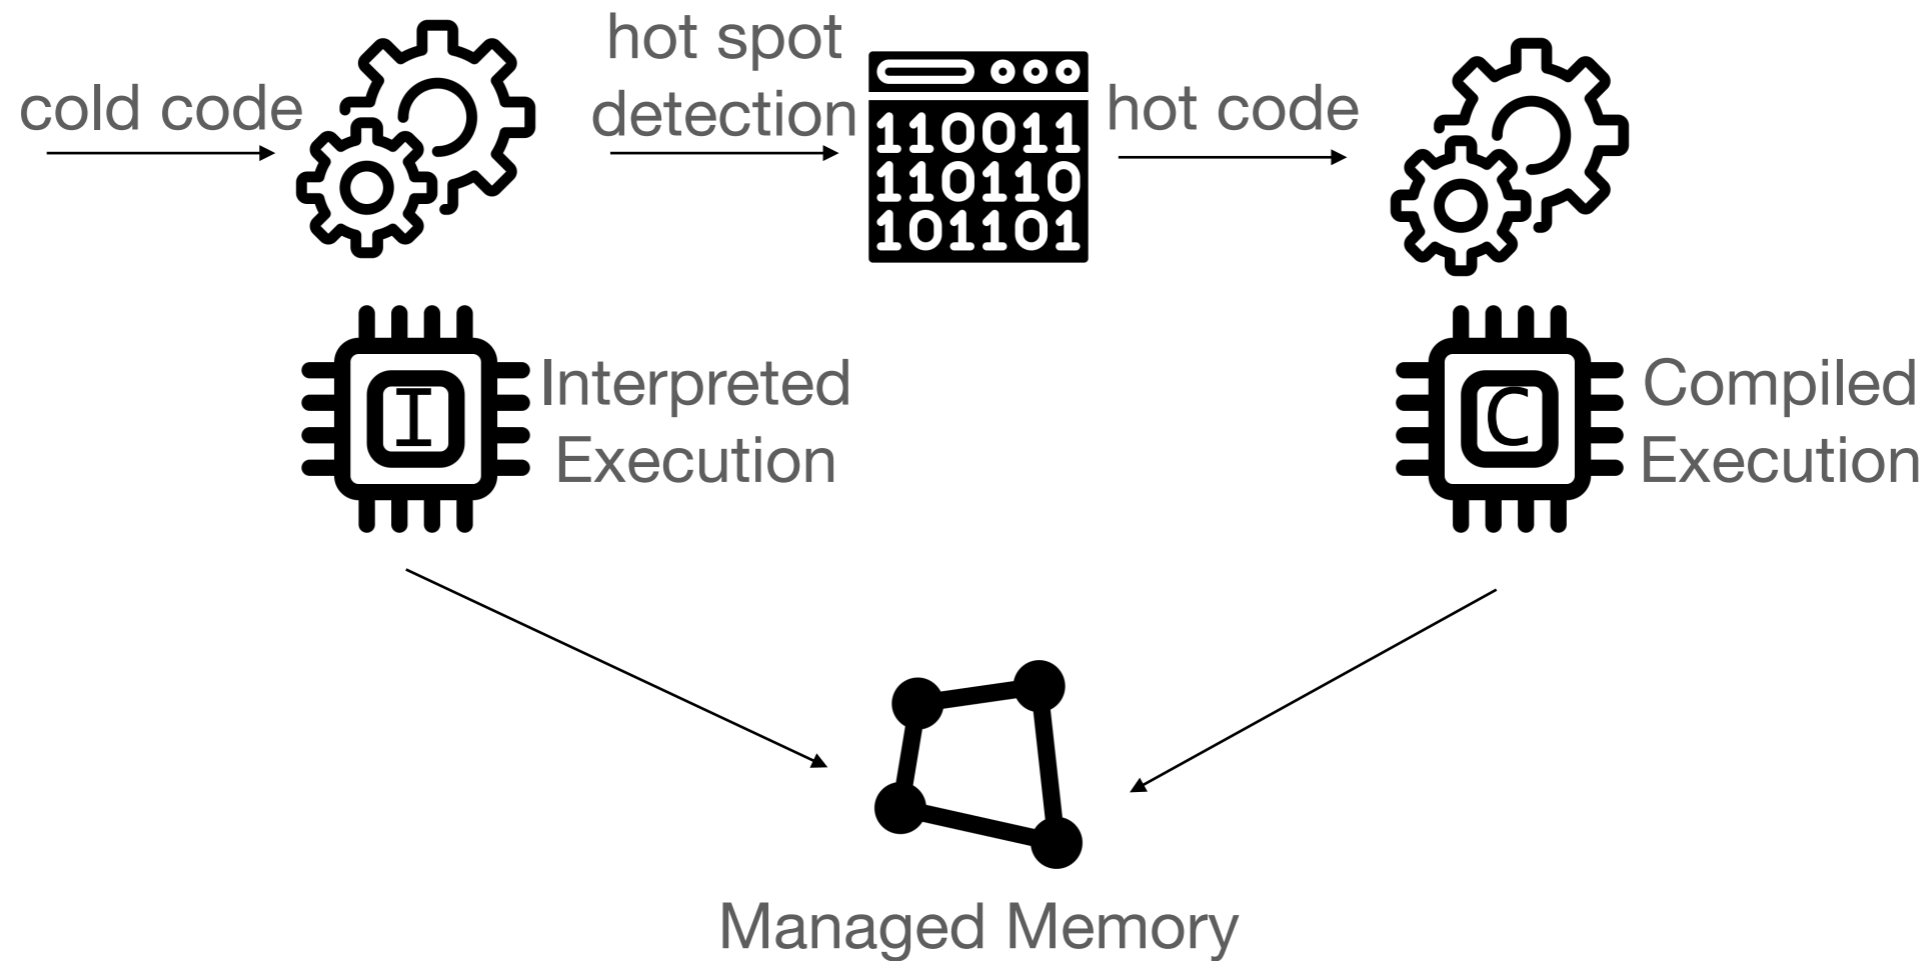 cold code
hot spot
detection
110011
110110
101101
hot code
I
Interpreted
Execution
C
Compiled
Execution
Managed Memory